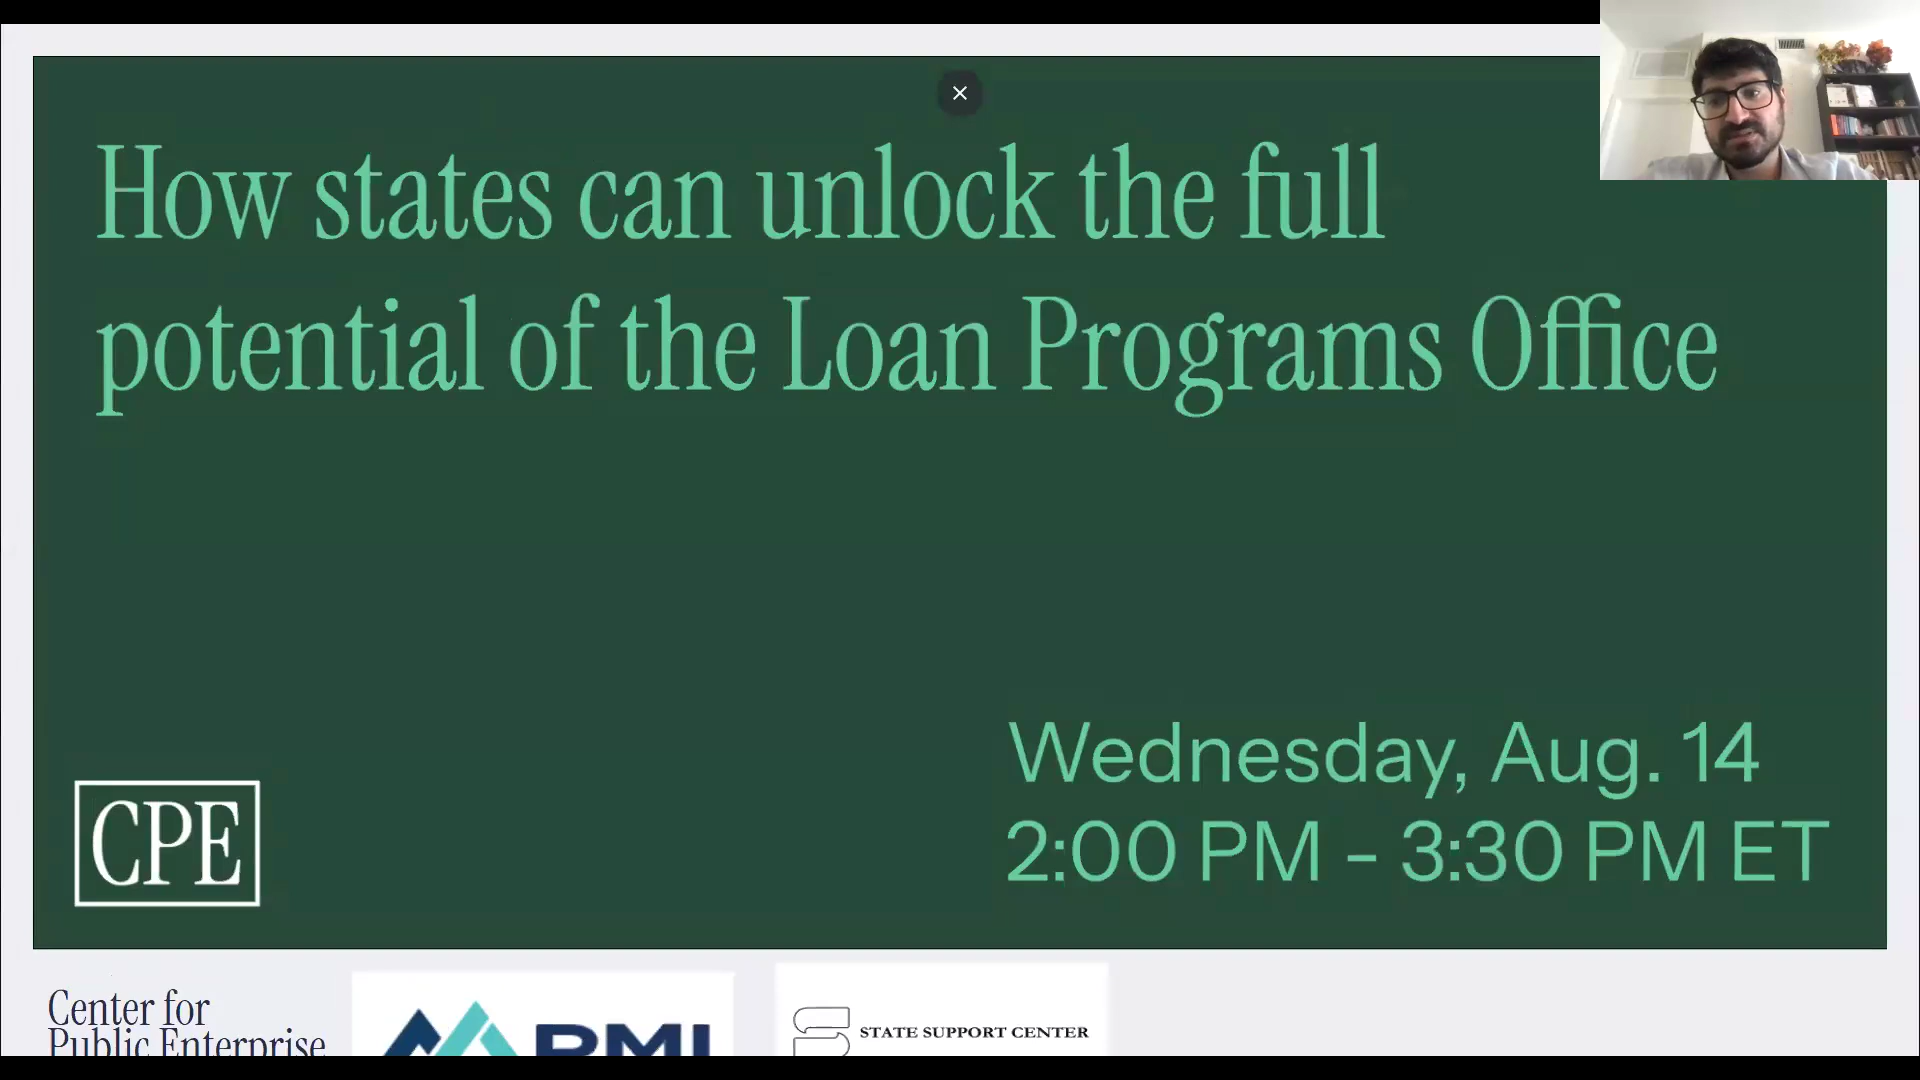 How states can unlock the full
potential of the Loan Programs Office
Wednesday, Aug. 14
2:00 PM - 3:30 PM ET
CPE
Center for
Public Enterprise
RMI
STATE SUPPORT CENTER